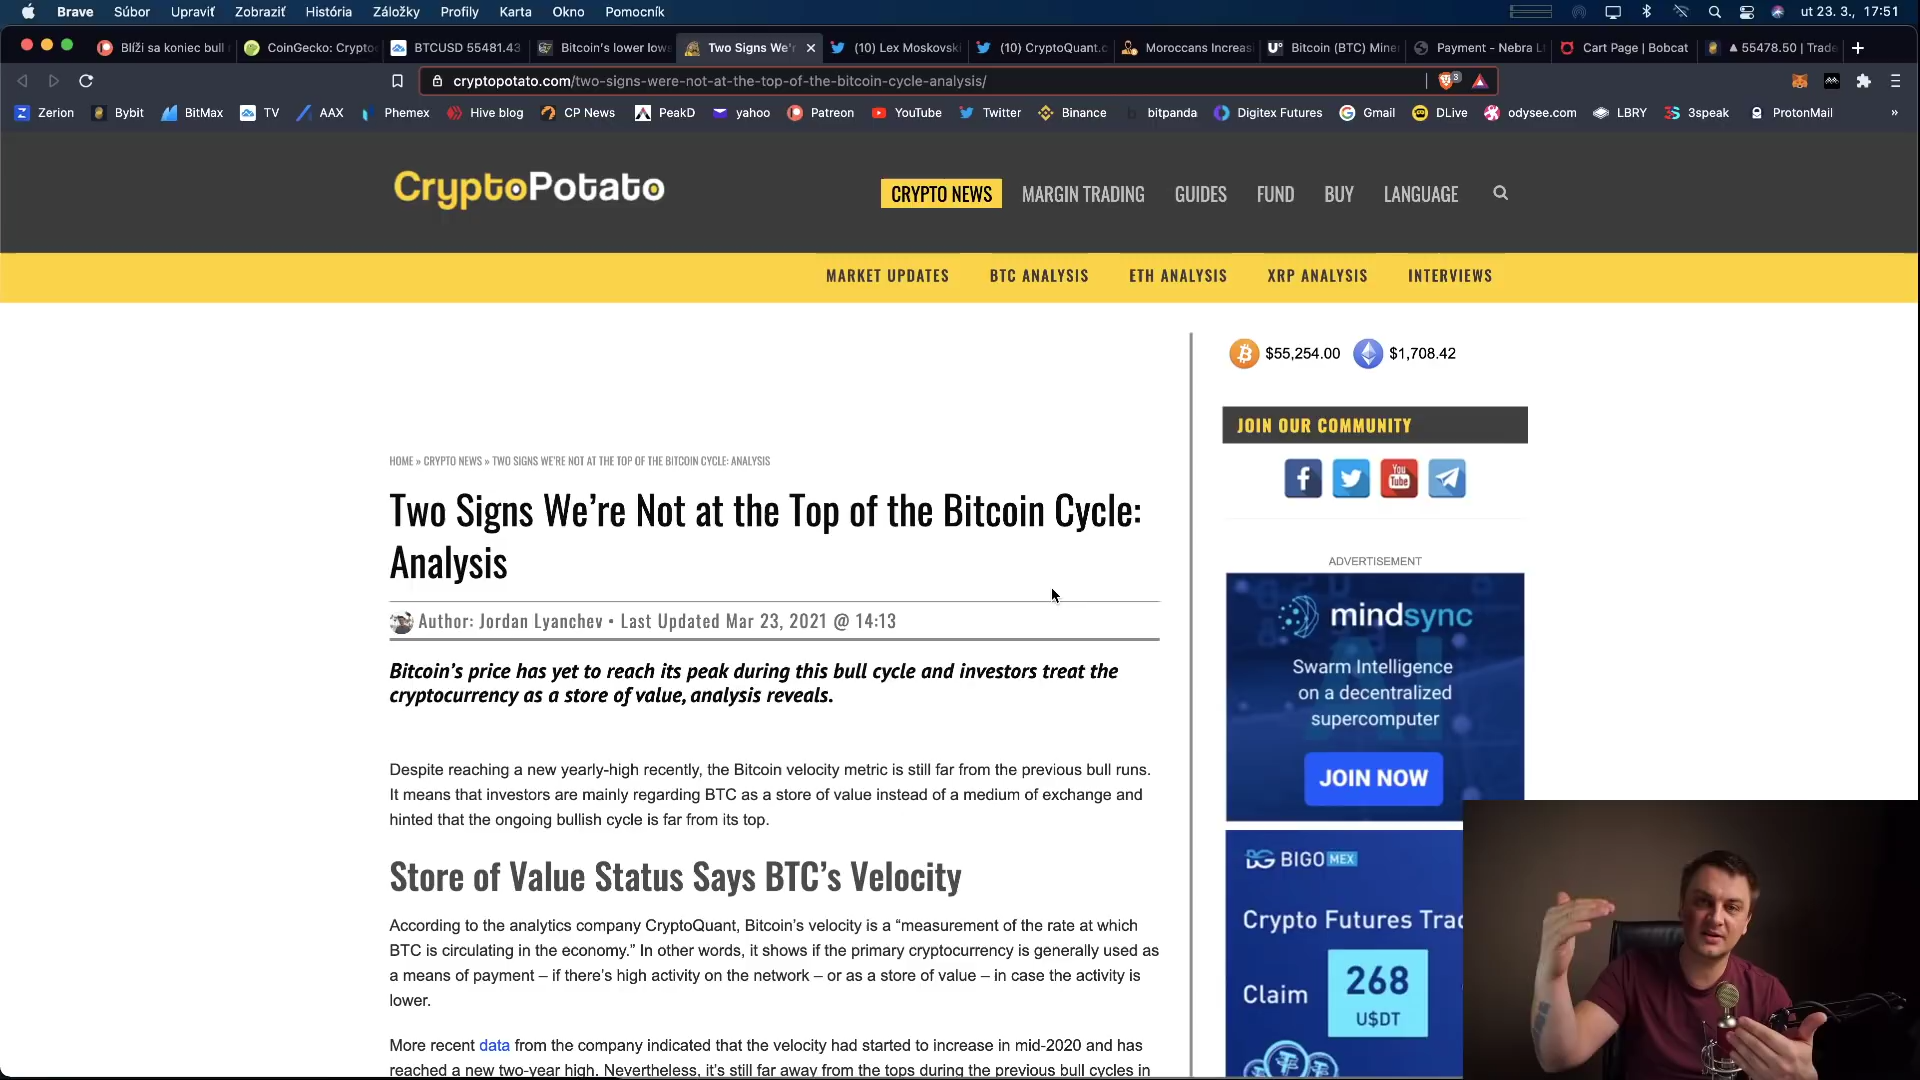 Brave Súbor Upraviť Zobraziť História Záložky Profily Karta Okno Pomocník ut 23. 3., 17:51
Blíži sa koniec bull CoinGecko: Crypto BTCUSD 55481.43 Bitcoin's lower low Two Signs We' (10) Lex Moskovski (10) CryptoQuant.c Moroccans Increas Bitcoin (BTC) Mine Payment - Nebra Lt Cart Page | Bobcat ▲ 55478.50 | Trade
cryptopotato.com/two-signs-were-not-at-the-top-of-the-bitcoin-cycle-analysis/ 3
Zerion Bybit BitMax TV AAX Phemex Hive blog CP News PeakD yahoo Patreon YouTube Twitter Binance bitpanda Digitex Futures Gmail DLive odysee.com LBRY 3speak ProtonMail »
CryptoPotato
CRYPTO NEWS MARGIN TRADING GUIDES FUND BUY LANGUAGE
MARKET UPDATES BTC ANALYSIS ETH ANALYSIS XRP ANALYSIS INTERVIEWS
HOME » CRYPTO NEWS » TWO SIGNS WE'RE NOT AT THE TOP OF THE BITCOIN CYCLE: ANALYSIS
Two Signs We’re Not at the Top of the Bitcoin Cycle:
Analysis
Author: Jordan Lyanchev • Last Updated Mar 23, 2021 @ 14:13
Bitcoin’s price has yet to reach its peak during this bull cycle and investors treat the
cryptocurrency as a store of value, analysis reveals.
Despite reaching a new yearly-high recently, the Bitcoin velocity metric is still far from the previous bull runs.
It means that investors are mainly regarding BTC as a store of value instead of a medium of exchange and
hinted that the ongoing bullish cycle is far from its top.
Store of Value Status Says BTC’s Velocity
According to the analytics company CryptoQuant, Bitcoin’s velocity is a “measurement of the rate at which
BTC is circulating in the economy.” In other words, it shows if the primary cryptocurrency is generally used as
a means of payment – if there’s high activity on the network – or as a store of value – in case the activity is
lower.
More recent data from the company indicated that the velocity had started to increase in mid-2020 and has
reached a new two-year high. Nevertheless, it’s still far away from the tops during the previous bull cycles in
$55,254.00 $1,708.42
JOIN OUR COMMUNITY
You
Tube
ADVERTISEMENT
mindsync
Swarm Intelligence
on a decentralized
supercomputer
JOIN NOW
BIGO MEX
Crypto Futures Trad
Claim 268
U$DT